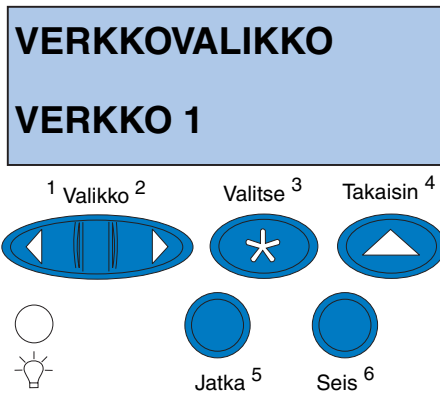 VERKKOVALIKKO
VERKKO 1
1 Valikko 2 Valitse 3 Takaisin 4
Jatka 5 Seis 6